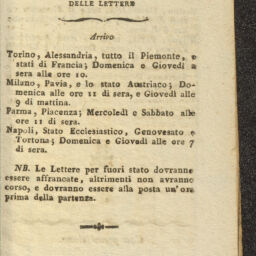 DELLE LETTERE
Arrivo
Torino, Alessandria, tutto il Piemonte, e
stati di Francia; Domenica e Giovedì a
sera alle ore 10.
Milano, Pavia, e lo stato Austriaco; Do-
menica alle ore 11 di sera, e Giovedì alle
9 di mattina.
Parma, Piacenza; Mercoledì e Sabbato alle
ore 11 di sera.
Napoli, Stato Ecclesiastico, Genovesato e
Tortona; Domenica e Giovedì alle ore 7
di sera.
NB. Le Lettere per fuori stato dovranno
essere affrancate, altrimenti non avranno
corso, e dovranno essere alla posta un'ora
prima della partenza.